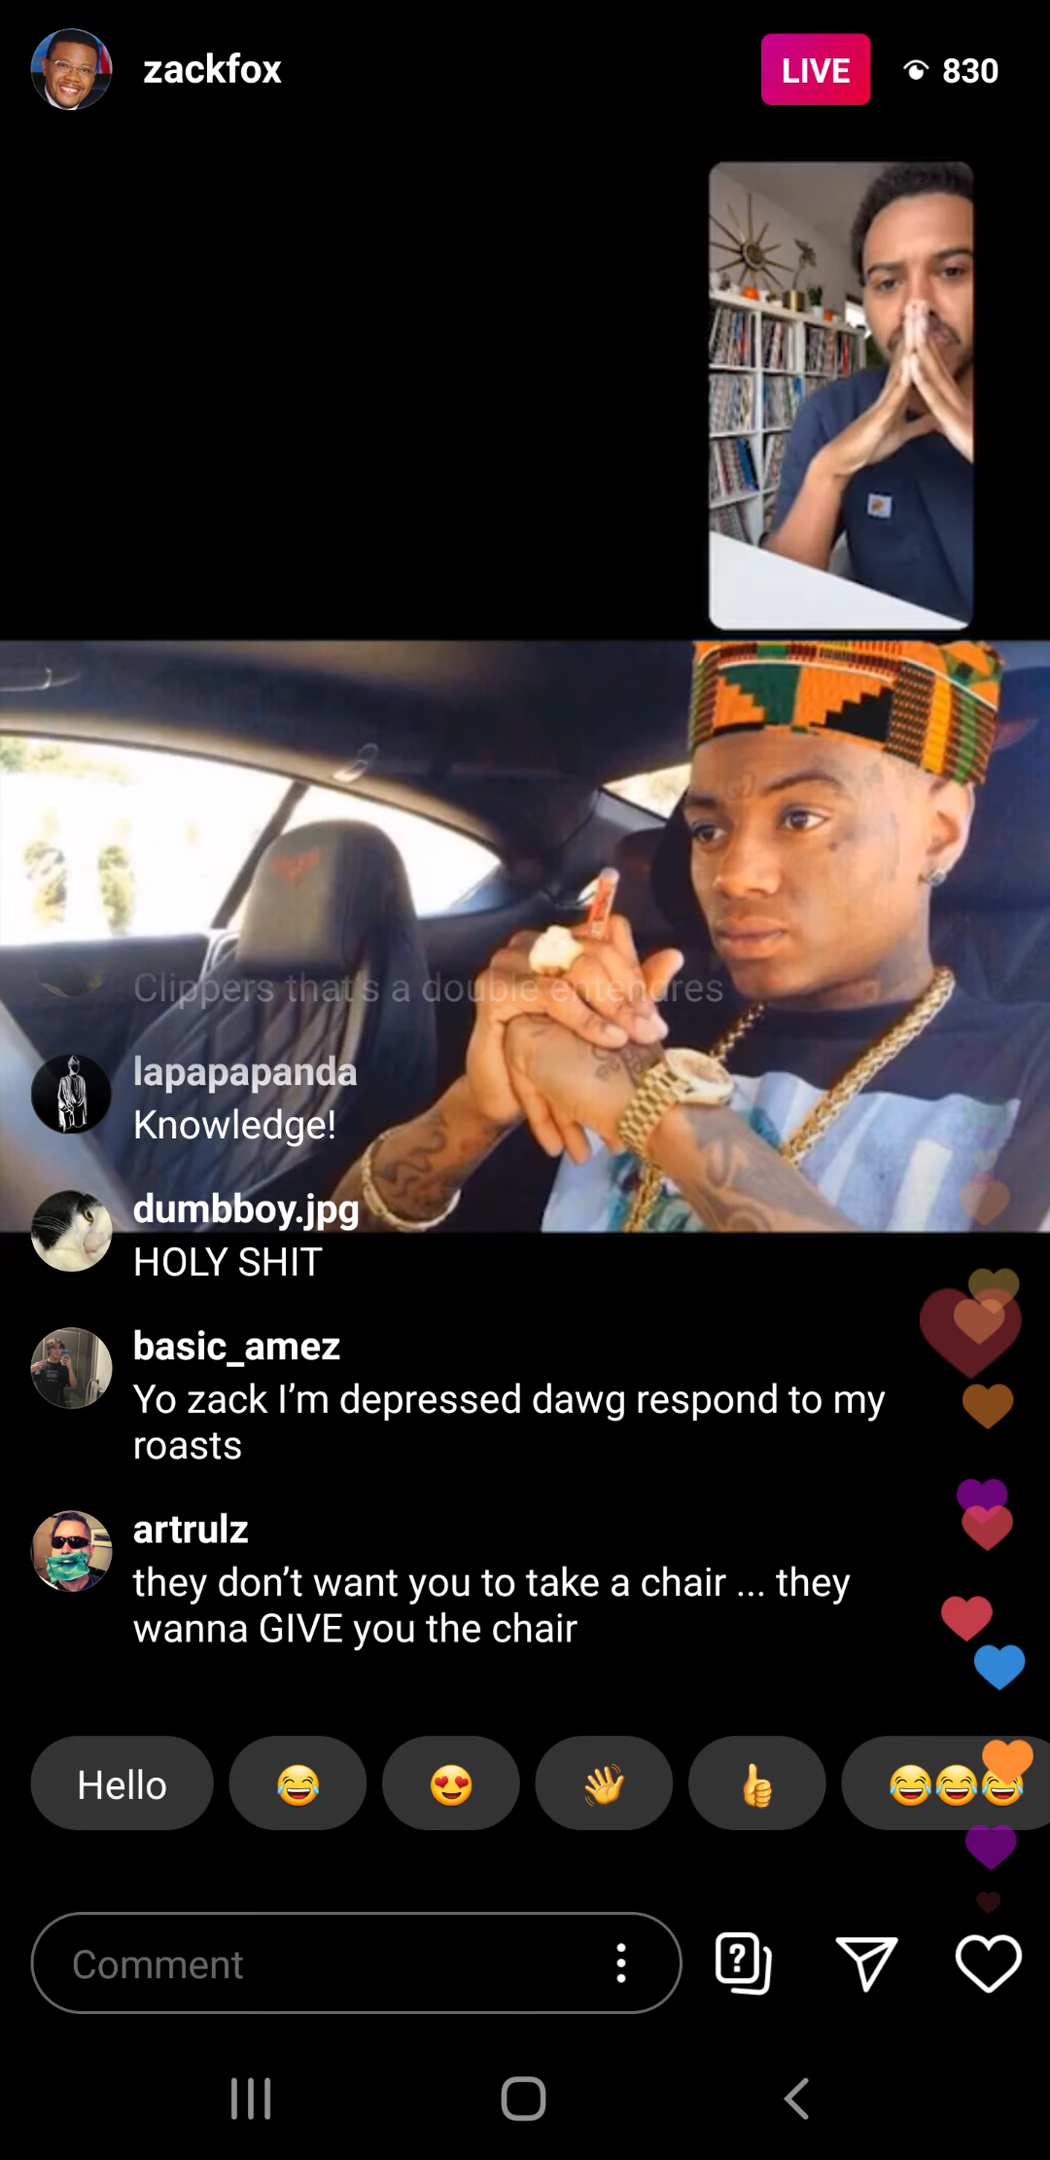 zackfox
LIVE
830
Clippers that's a double entendres
lapapapanda
Knowledge!
dumbboy.jpg
HOLY SHIT
basic_amez
Yo zack I’m depressed dawg respond to my
roasts
artrulz
they don’t want you to take a chair ... they
wanna GIVE you the chair
Hello
Comment